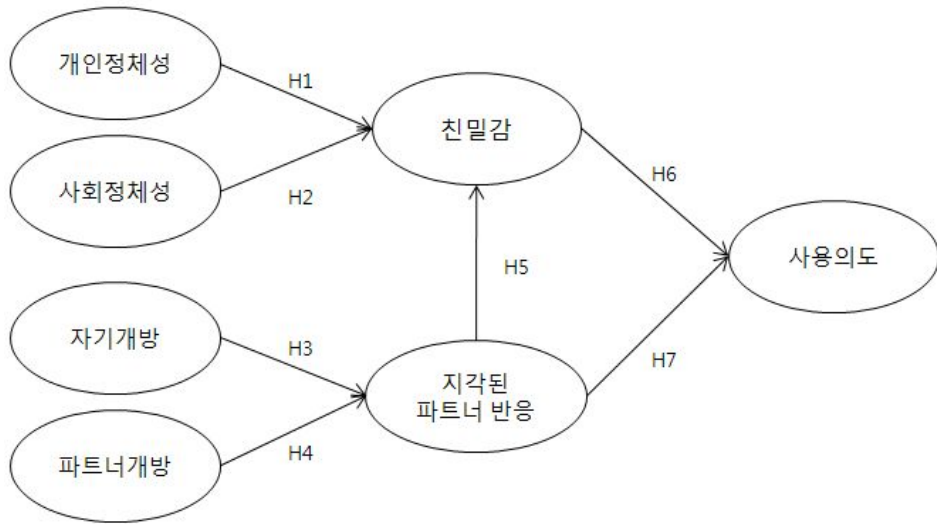 개인정체성
H1
친밀감
사회정체성
H2
H6
사용의도
H5
자기개방
H3
지각된
파트너 반응
H7
파트너개방
H4